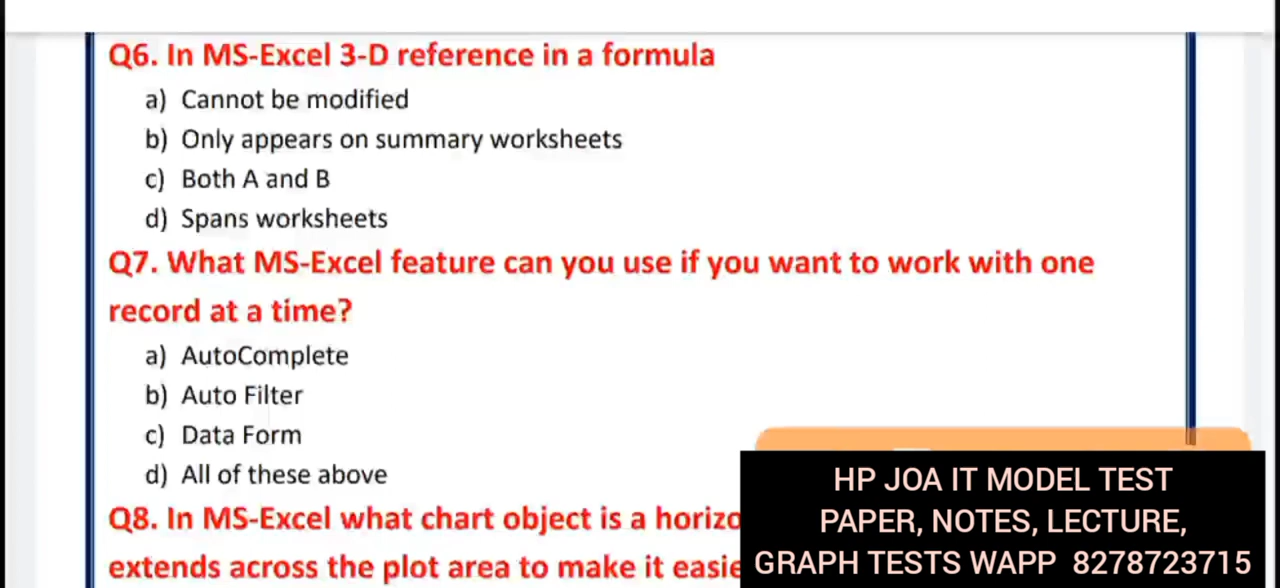 Q6. In MS-Excel 3-D reference in a formula
a) Cannot be modified
b) Only appears on summary worksheets
c) Both A and B
d) Spans worksheets
Q7. What MS-Excel feature can you use if you want to work with one
record at a time?
a) AutoComplete
b) Auto Filter
c) Data Form
d) All of these above
Q8. In MS-Excel what chart object is a
extends across the plot area to make it
HP JOA IT MODEL TEST
PAPER, NOTES, LECTURE,
GRAPH TESTS WAPP 8278723715